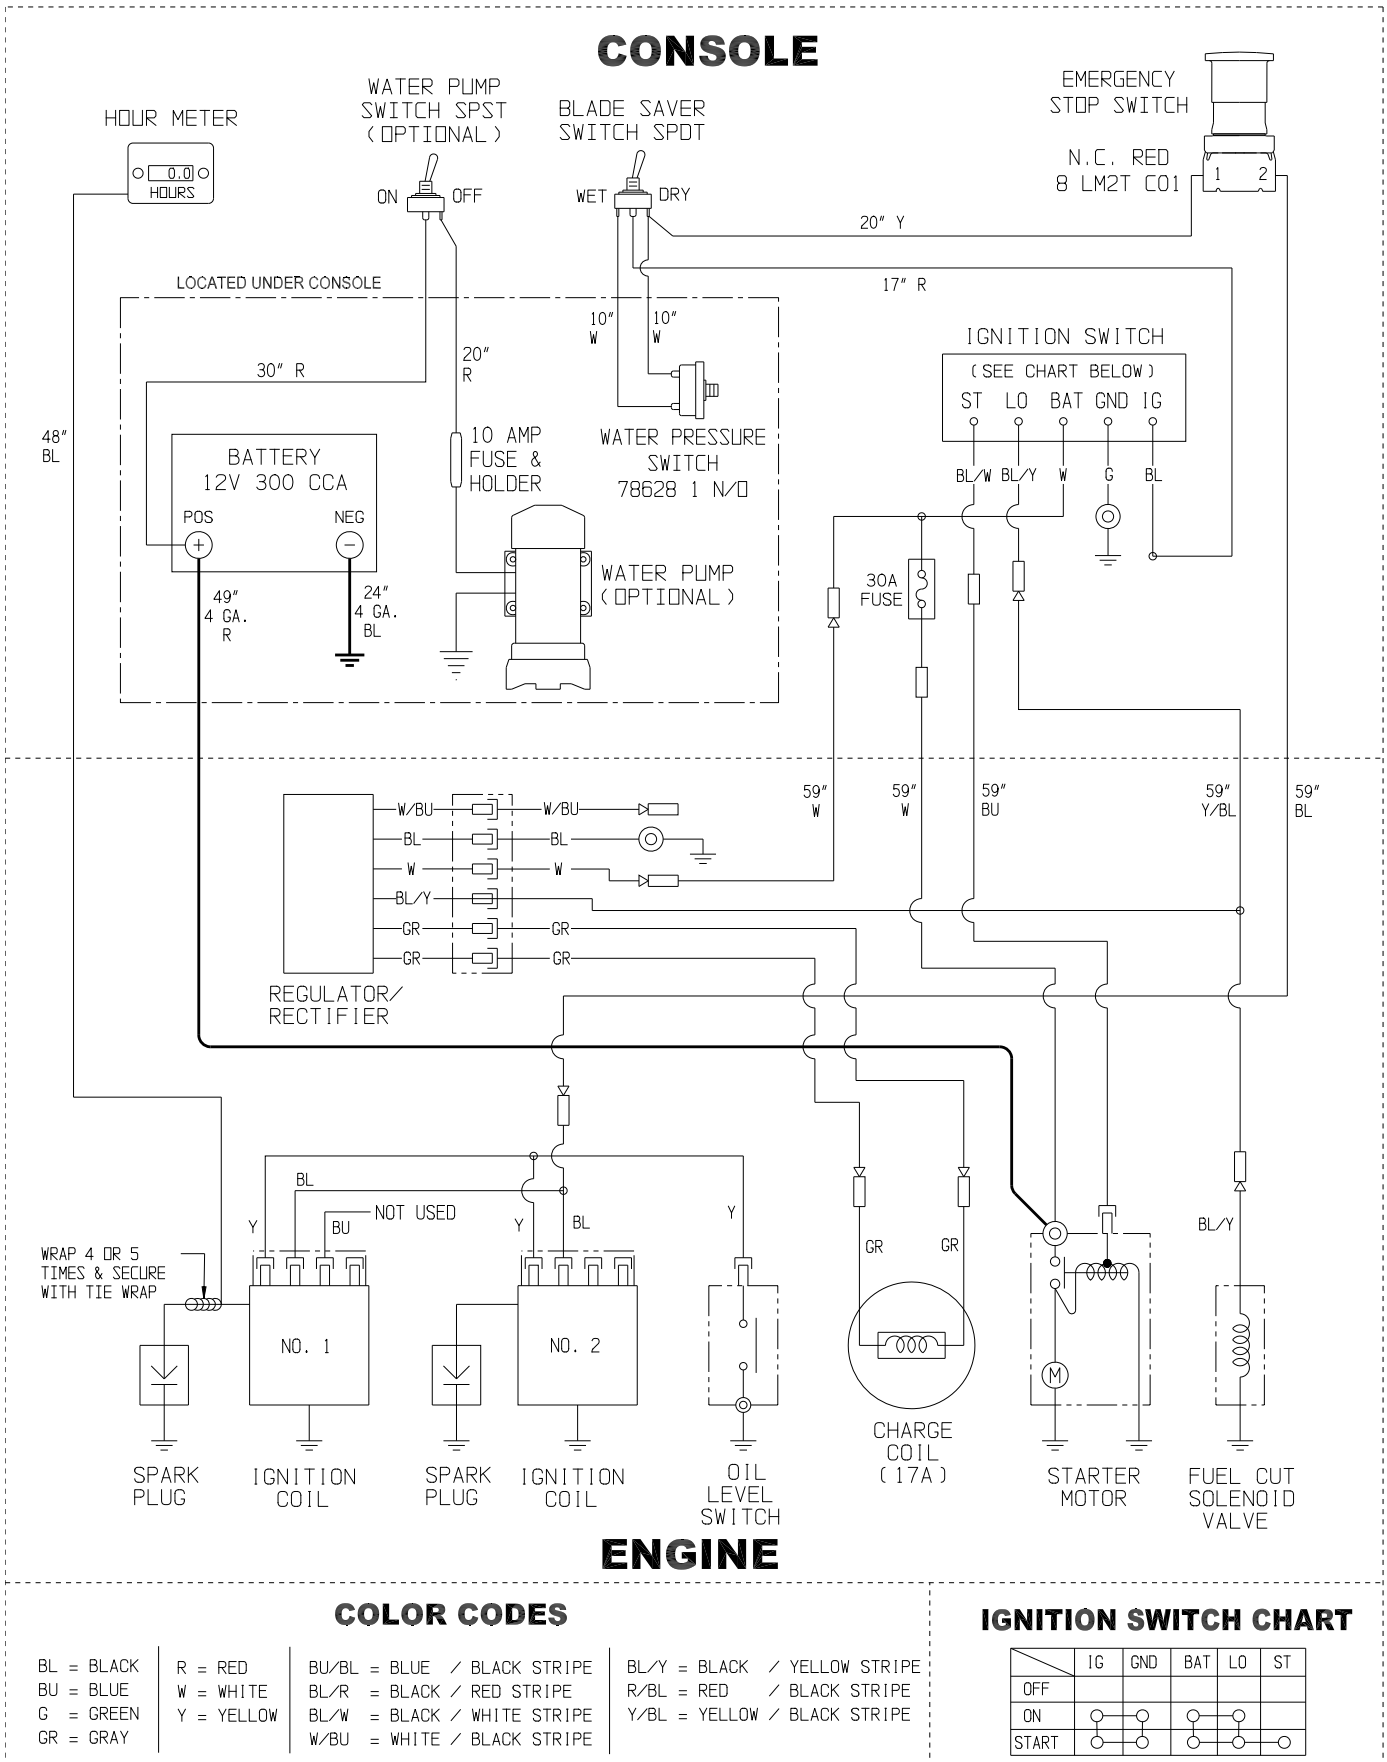 CONSOLE
HOUR METER
0.0
HOURS
WATER PUMP
SWITCH SPST
(OPTIONAL)
ON
OFF
BLADE SAVER
SWITCH SPDT
WET
DRY
EMERGENCY
STOP SWITCH
N.C. RED
8 LM2T C01
1 2
20" Y
17" R
LOCATED UNDER CONSOLE
30" R
20"
R
10"
W
10"
W
48"
BL
BATTERY
12V 300 CCA
POS
NEG
+
−
49"
4 GA.
R
24"
4 GA.
BL
10 AMP
FUSE &
HOLDER
WATER PUMP
(OPTIONAL)
WATER PRESSURE
SWITCH
78628 1 N/O
IGNITION SWITCH
(SEE CHART BELOW)
ST LO BAT GND IG
BL/W BL/Y W G BL
30A
FUSE
59"
W
59"
W
59"
BU
59"
Y/BL
59"
BL
W/BU W/BU
BL BL
W W
BL/Y
GR GR
GR GR
REGULATOR/
RECTIFIER
BL
Y
BU
NOT USED
Y
BL
Y
WRAP 4 OR 5
TIMES & SECURE
WITH TIE WRAP
NO. 1
NO. 2
GR
GR
M
BL/Y
SPARK
PLUG
IGNITION
COIL
SPARK
PLUG
IGNITION
COIL
OIL
LEVEL
SWITCH
CHARGE
COIL
(17A)
STARTER
MOTOR
FUEL CUT
SOLENOID
VALVE
ENGINE
COLOR CODES
BL = BLACK
BU = BLUE
G = GREEN
GR = GRAY
R = RED
W = WHITE
Y = YELLOW
BU/BL = BLUE / BLACK STRIPE
BL/R = BLACK / RED STRIPE
BL/W = BLACK / WHITE STRIPE
W/BU = WHITE / BLACK STRIPE
BL/Y = BLACK / YELLOW STRIPE
R/BL = RED / BLACK STRIPE
Y/BL = YELLOW / BLACK STRIPE
IGNITION SWITCH CHART
IG GND BAT LO ST
OFF
ON
START